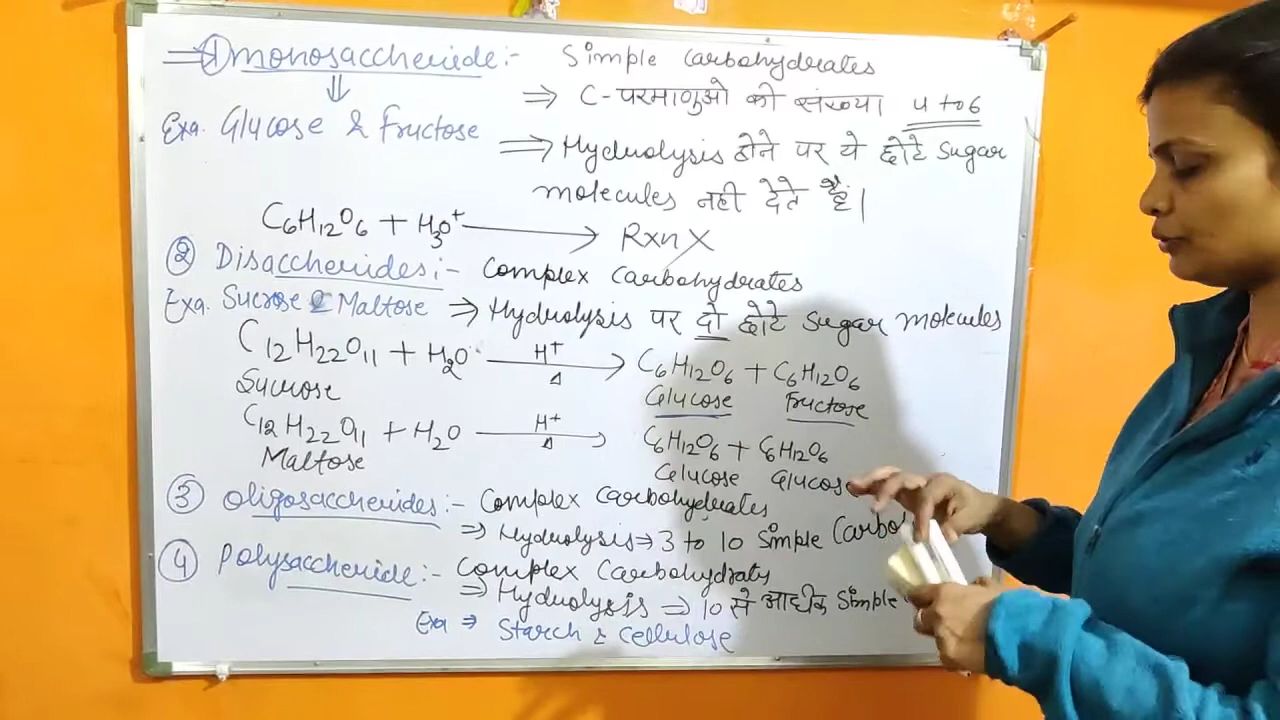 ⇒ ① monosaccheride :- Simple carbohydrates
⇓
⇒ C-परमाणुओ की संख्या 4 to 6
Exa. Glucose & Fructose
⇒ Hydrolysis होने पर ये छोटे sugar
molecules नही देते है।
C6H12O6 + H3O+ ⟶ Rxn X
② Disaccherides :- Complex Carbohydrates
Exa. Sucrose & Maltose ⇒ Hydrolysis पर दो छोटे sugar molecules
C12H22O11 + H2O ⟶ C6H12O6 + C6H12O6
H+
Δ
Sucrose Glucose Fructose
C12H22O11 + H2O ⟶ C6H12O6 + C6H12O6
H+
Δ
Maltose Glucose Glucose
③ Oligosaccherides :- Complex Carbohydrates
⇒ Hydrolysis ⇒ 3 to 10 Simple
④ Polysaccheride :- Complex Carbohydrats
⇒ Hydrolysis ⇒ 10 से आधीक Simple
Exa ⇒ Starch & Cellulose